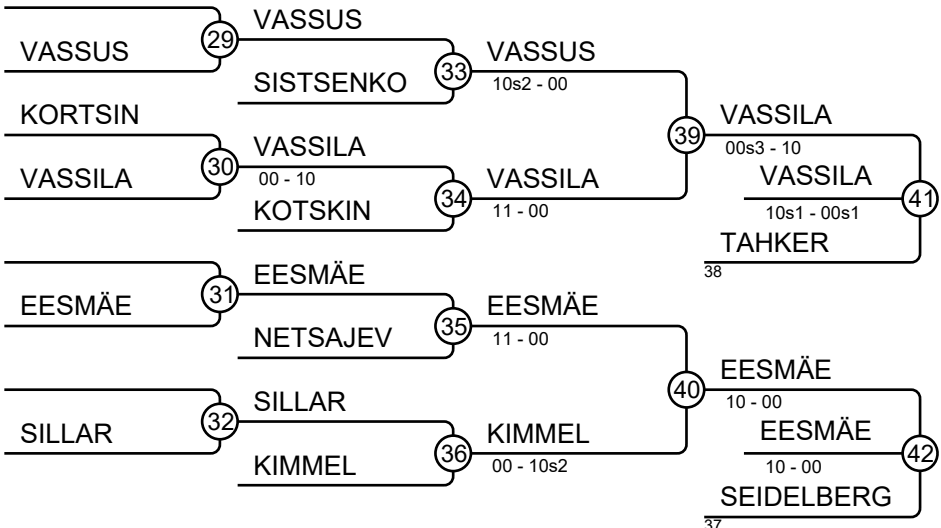 VASSUS
29
VASSUS
VASSUS
33
SISTSENKO
10s2 - 00
KORTSIN
VASSILA
39
00s3 - 10
VASSILA
30
VASSILA
00 - 10
VASSILA
34
KOTSKIN
11 - 00
VASSILA
41
10s1 - 00s1
TAHKER
38
EESMÄE
31
EESMÄE
EESMÄE
35
NETSAJEV
11 - 00
EESMÄE
40
10 - 00
SILLAR
32
SILLAR
KIMMEL
36
KIMMEL
00 - 10s2
EESMÄE
42
10 - 00
SEIDELBERG
37